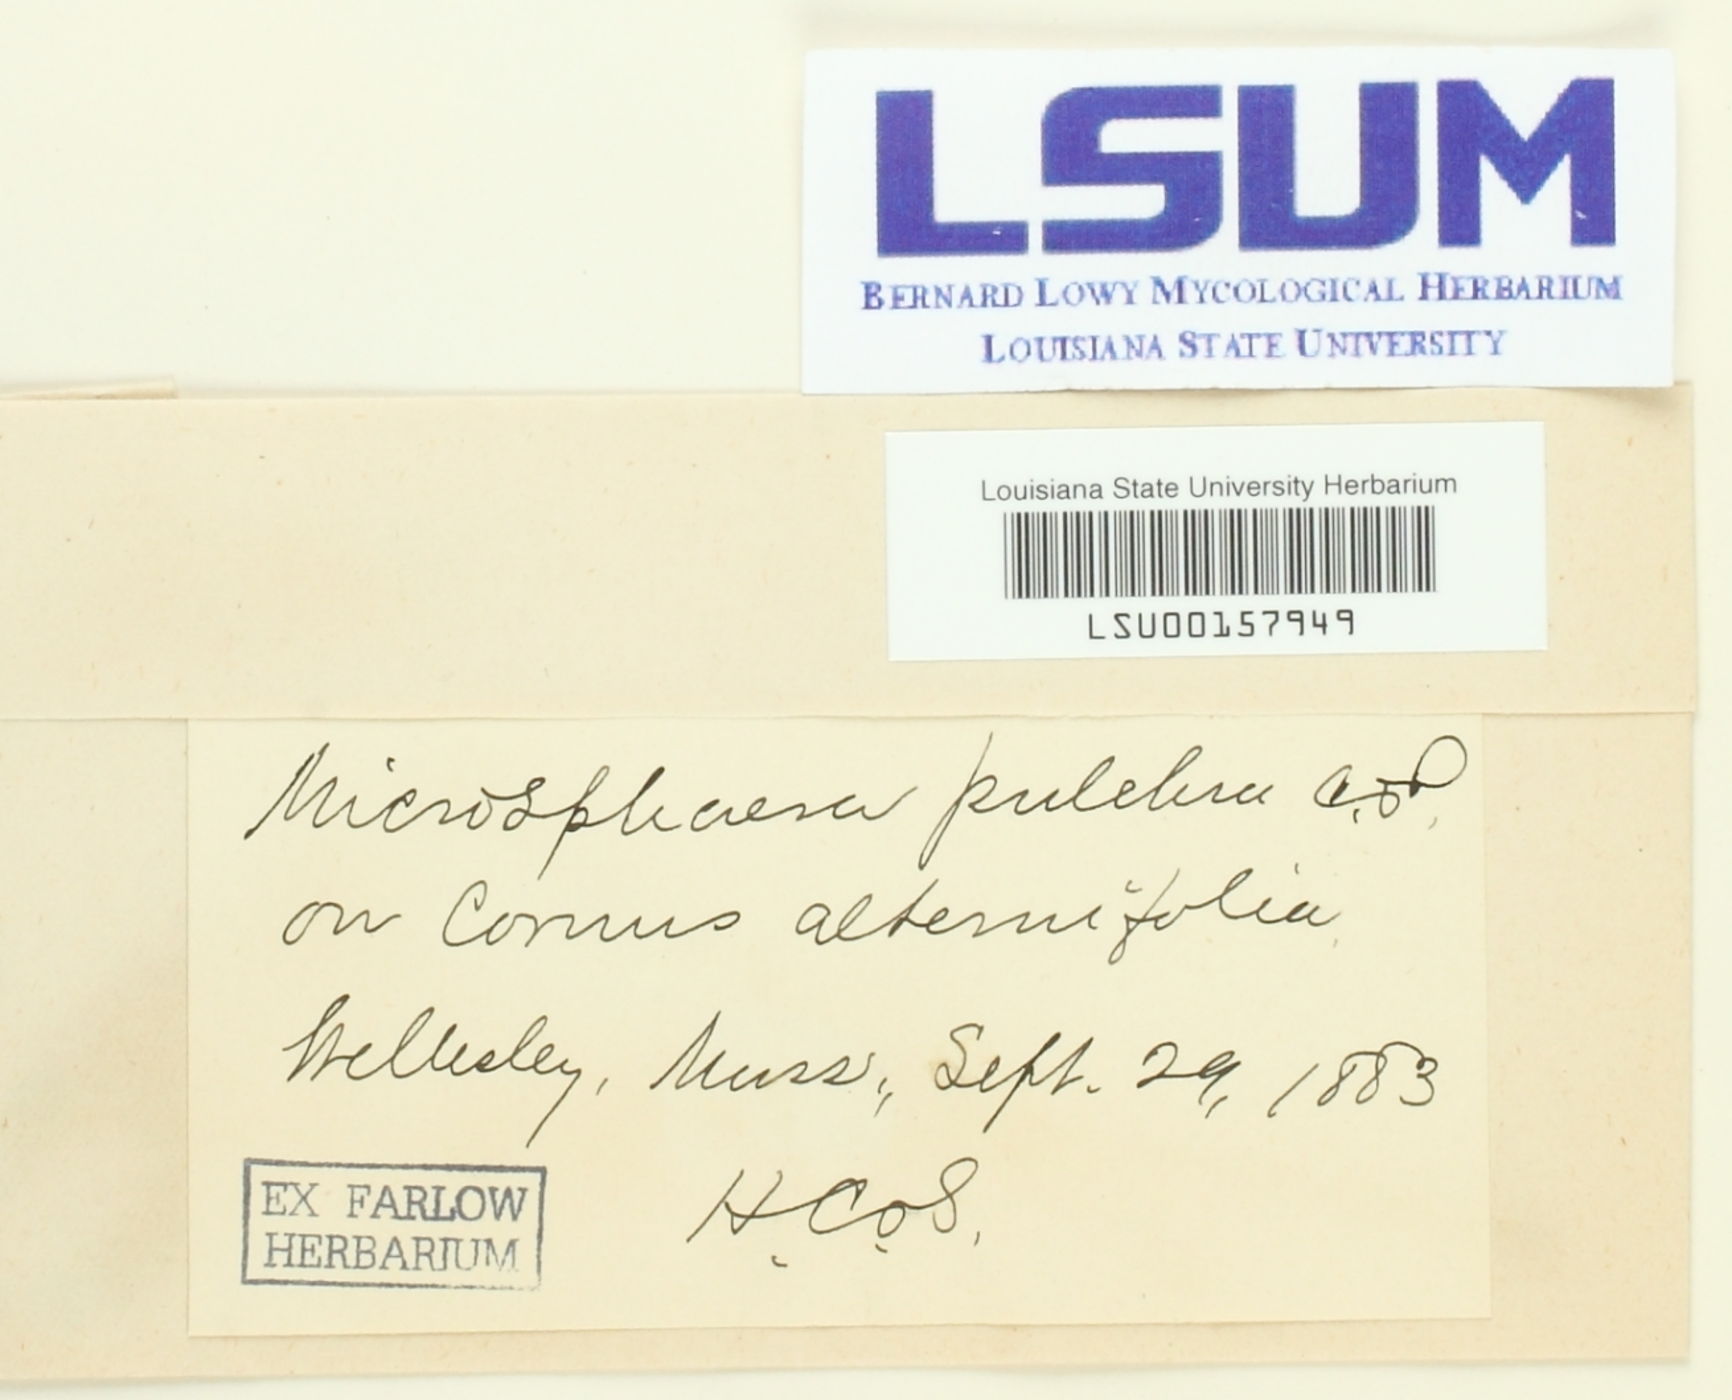 LSUM
BERNARD LOWY MYCOLOGICAL HERBARIUM
LOUISIANA STATE UNIVERSITY
Louisiana State University Herbarium
LSU00157949
Microsphaera pulchra C. & P.
on Cornus alternifolia,
Wellesley, Mass., Sept. 29, 1883
EX FARLOW
HERBARIUM